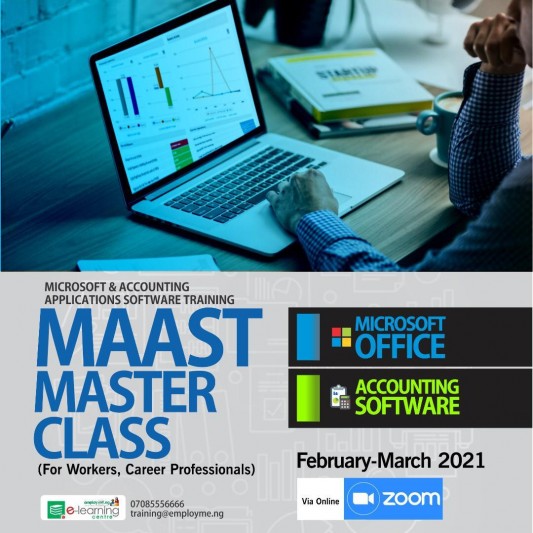 STARTUP
MICROSOFT & ACCOUNTING
APPLICATIONS SOFTWARE TRAINING
MAAST
MASTER
CLASS
(For Workers, Career Professionals)
MICROSOFT
OFFICE
ACCOUNTING
SOFTWARE
February-March 2021
Via Online
zoom
e-learning
centre
07085556666
training@employme.ng